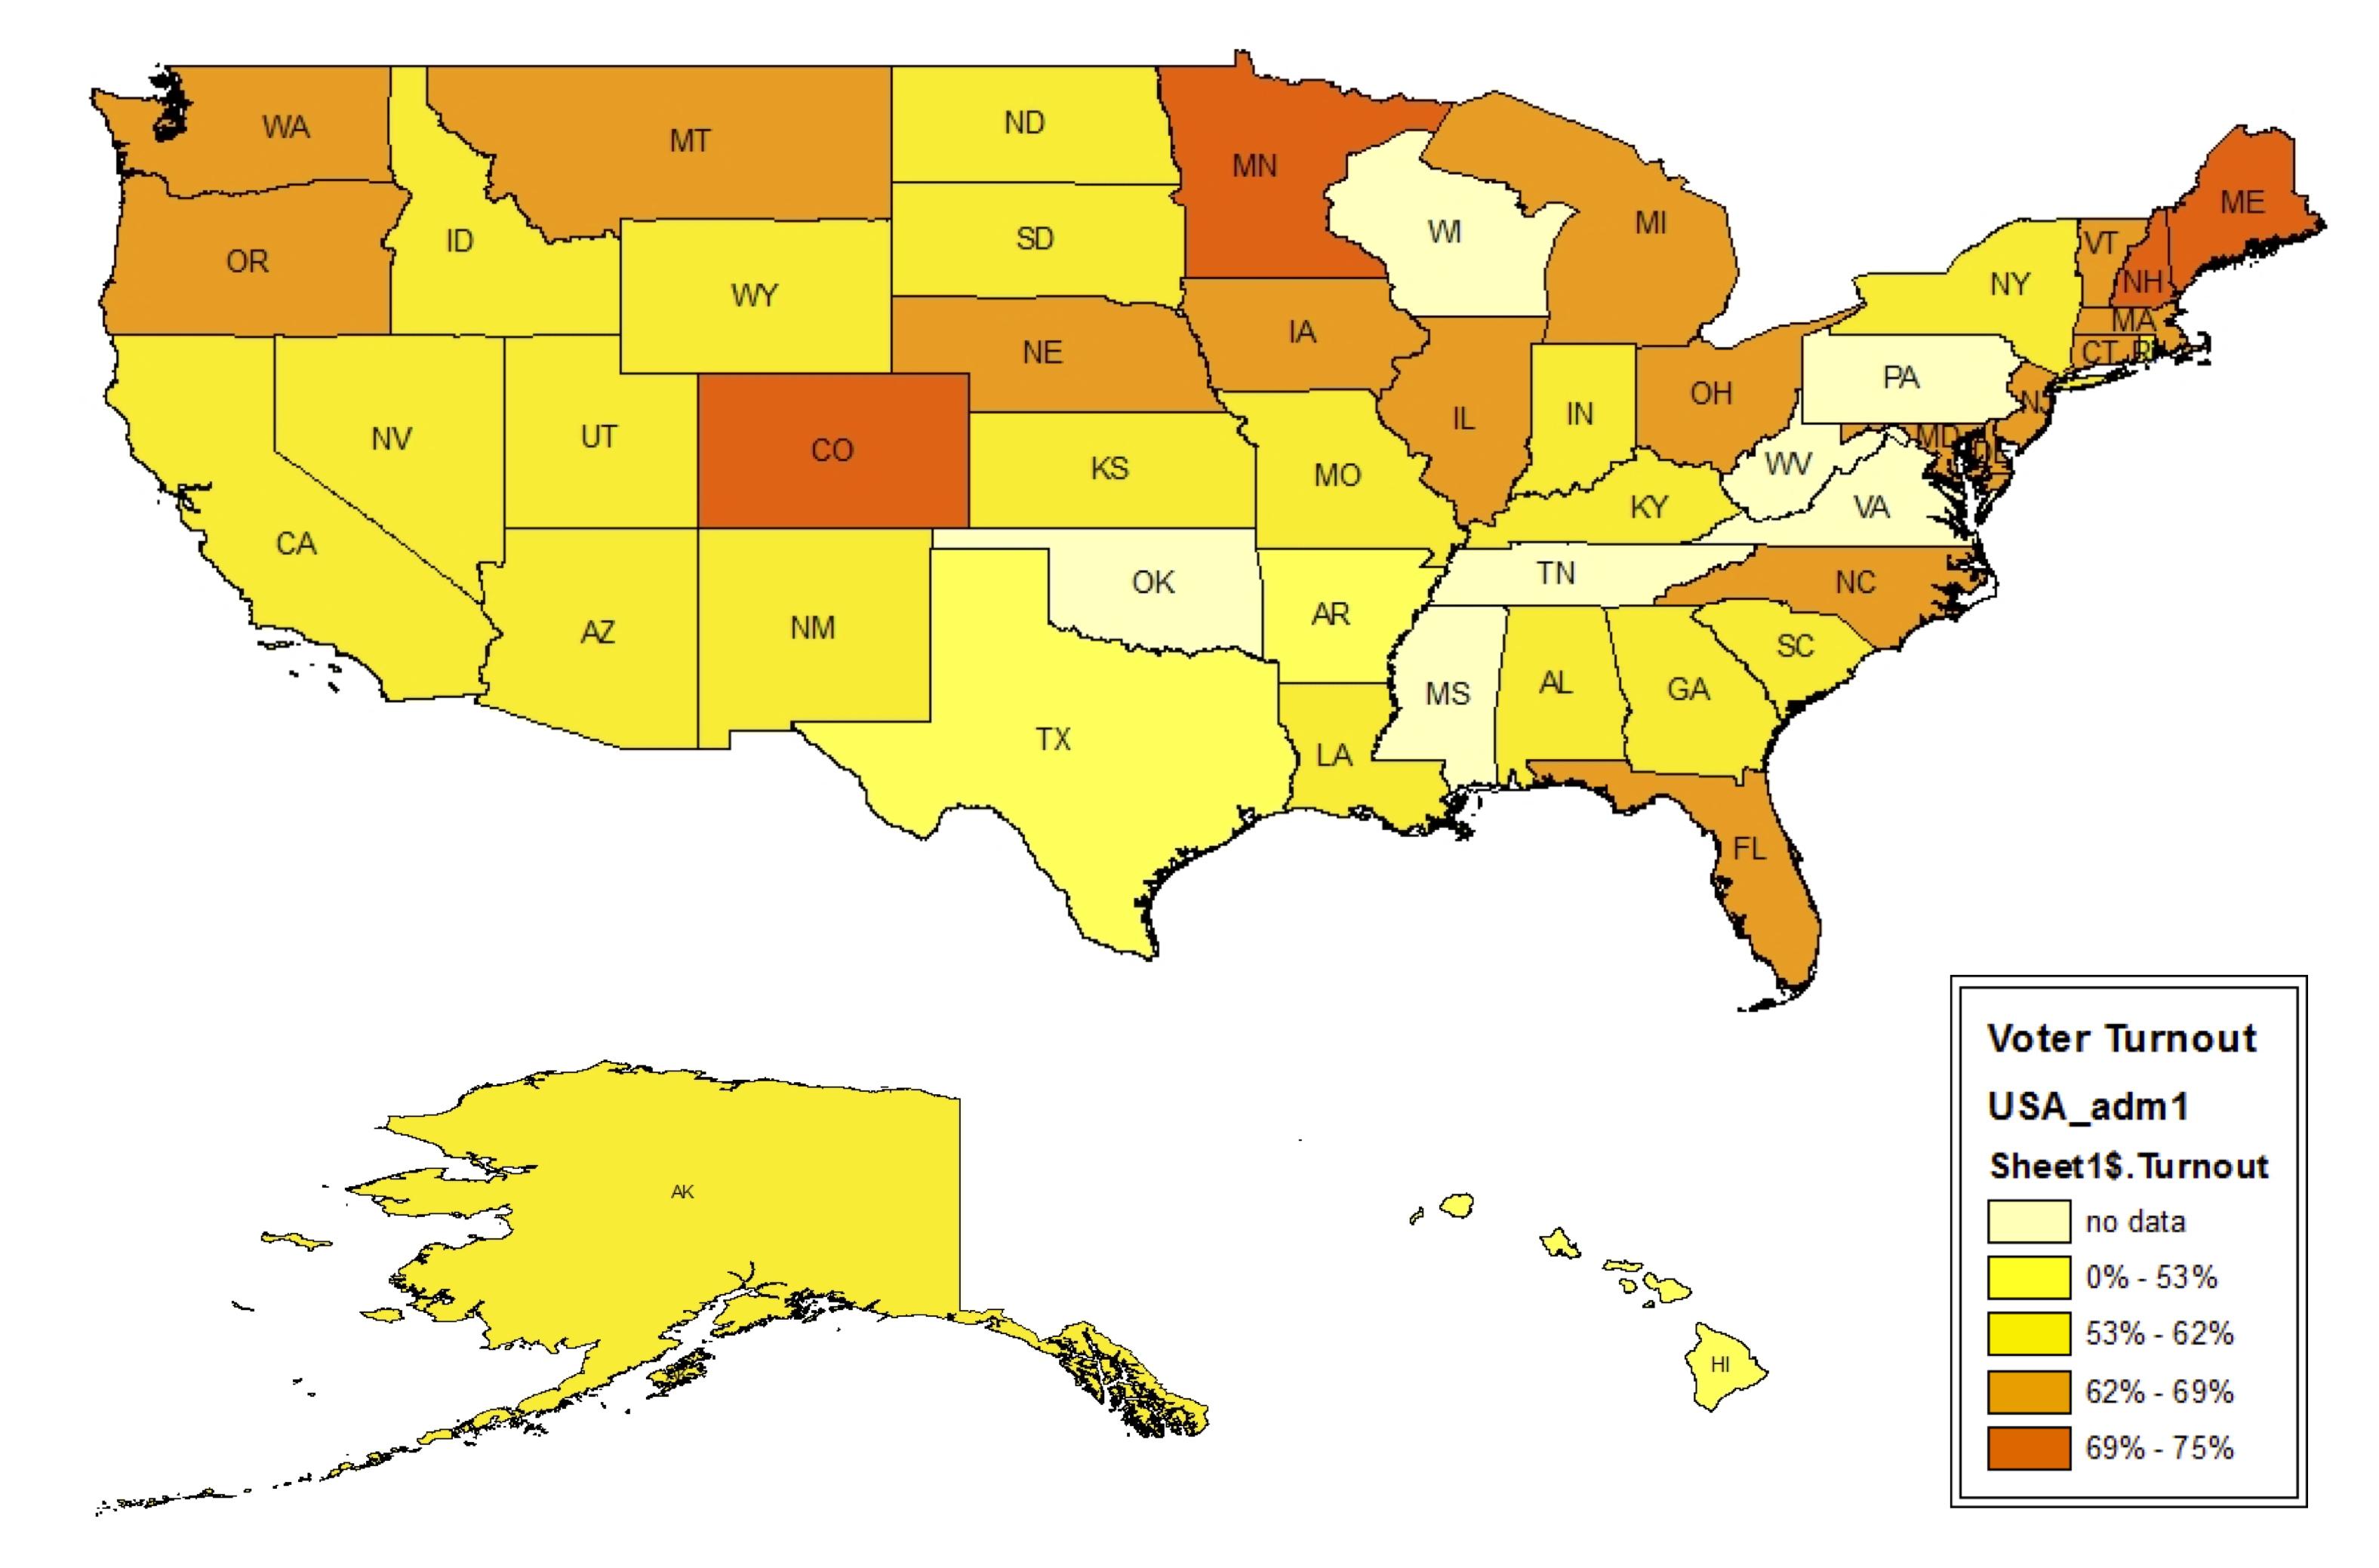 WA
MT
ND
MN
ME
OR
ID
SD
WI
MI
VT
NY
NH
WY
IA
MA
NE
CT
RI
PA
OH
NJ
NV
UT
CO
IL
IN
MD
KS
MO
WV
DE
KY
VA
CA
OK
TN
NC
AZ
NM
AR
SC
MS
AL
GA
TX
LA
FL
Voter Turnout
USA_adm1
Sheet1$.Turnout
AK
no data
0% - 53%
53% - 62%
HI
62% - 69%
69% - 75%